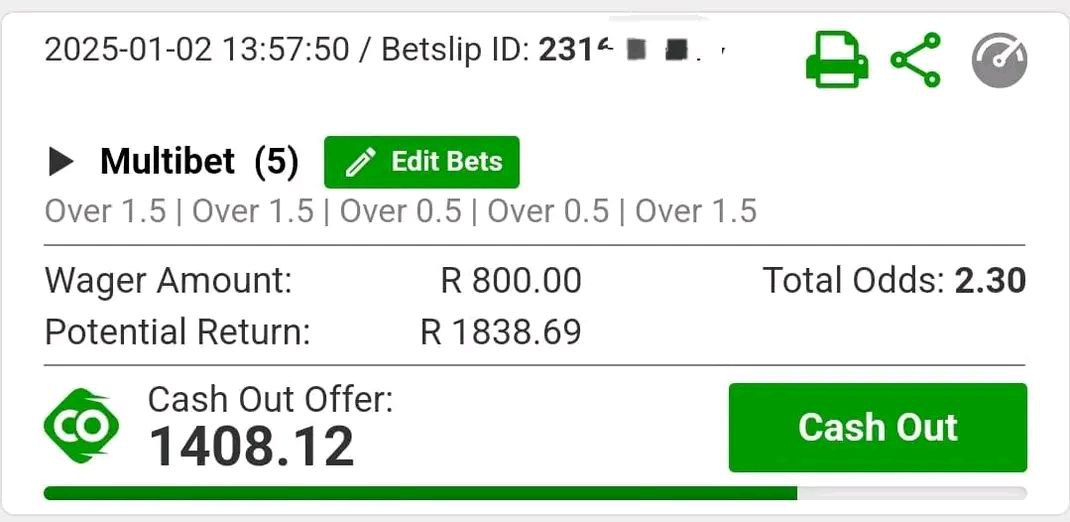 2025-01-02 13:57:50 / Betslip ID: 231
Multibet (5) Edit Bets
Over 1.5 | Over 1.5 | Over 0.5 | Over 0.5 | Over 1.5
Wager Amount: R 800.00 Total Odds: 2.30
Potential Return: R 1838.69
CO Cash Out Offer:
1408.12 Cash Out